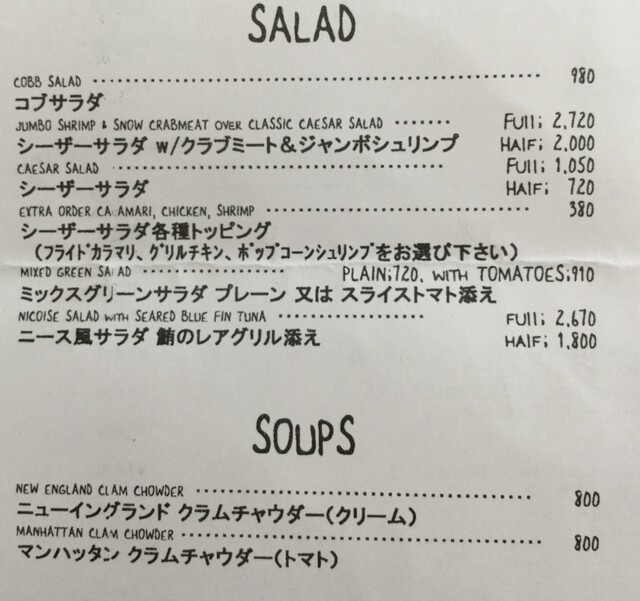 SALAD
COBB SALAD 980
コブサラダ
JUMBO SHRIMP & SNOW CRABMEAT OVER CLASSIC CAESAR SALAD Full; 2,720
シーザーサラダ w/クラブミート&ジャンボシュリンプ HAlF; 2,000
CAESAR SALAD Full; 1,050
シーザーサラダ HAlF; 720
EXTRA ORDER CA AMARI, CHICKEN, SHRIMP 380
シーザーサラダ各種トッピング
(フライドカラマリ、グリルチキン、ポップコーンシュリンプをお選び下さい)
MIXED GREEN SALAD PLAIN;720, WITH TOMATOES;910
ミックスグリーンサラダ プレーン 又は スライストマト添え
NICOISE SALAD WITH SEARED BLUE FIN TUNA Full; 2,670
ニース風サラダ 鮪のレアグリル添え HAlF; 1,800
SOUPS
NEW ENGLAND CLAM CHOWDER 800
ニューイングランド クラムチャウダー(クリーム)
MANHATTAN CLAM CHOWDER 800
マンハッタン クラムチャウダー(トマト)